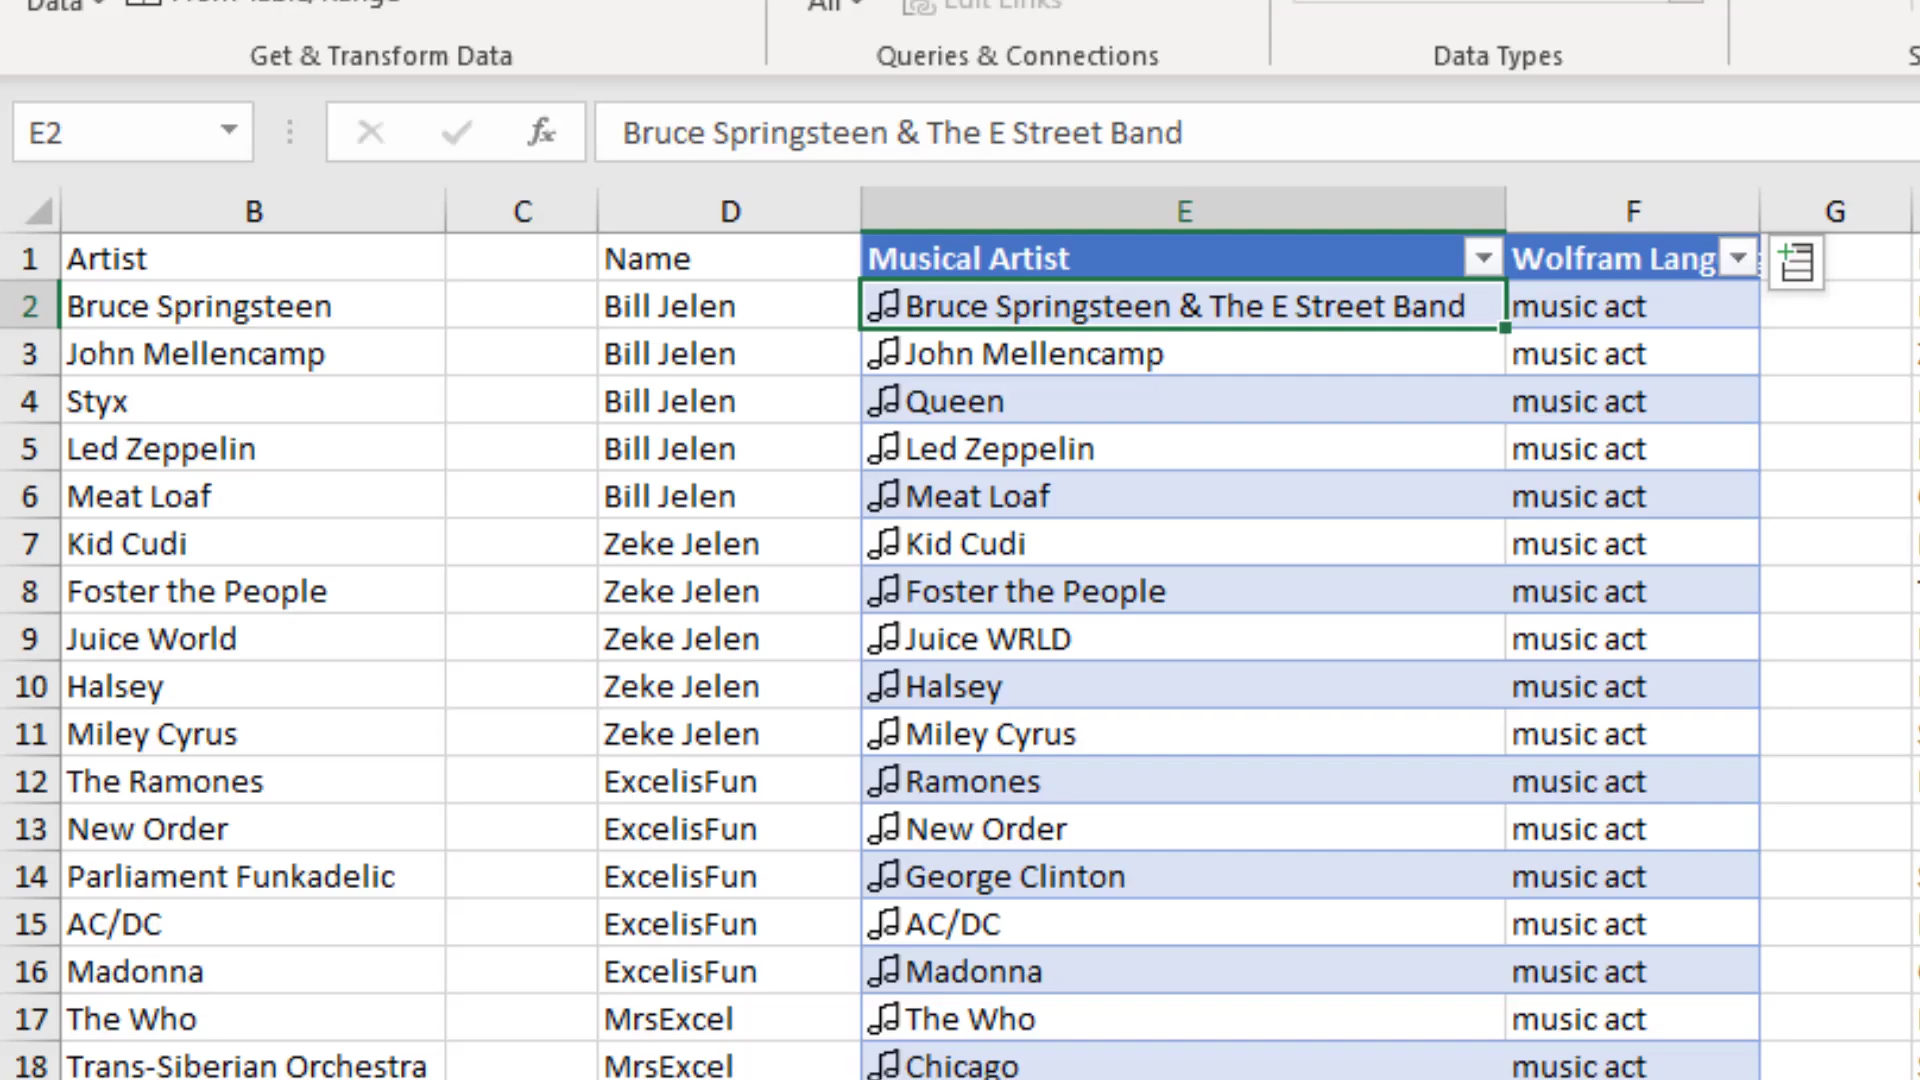 Data
All
Edit Links
Get & Transform Data
Queries & Connections
Data Types
E2
fx
Bruce Springsteen & The E Street Band
B C D E F G
1 Artist Name Musical Artist Wolfram Lang
2 Bruce Springsteen Bill Jelen Bruce Springsteen & The E Street Band music act
3 John Mellencamp Bill Jelen John Mellencamp music act
4 Styx Bill Jelen Queen music act
5 Led Zeppelin Bill Jelen Led Zeppelin music act
6 Meat Loaf Bill Jelen Meat Loaf music act
7 Kid Cudi Zeke Jelen Kid Cudi music act
8 Foster the People Zeke Jelen Foster the People music act
9 Juice World Zeke Jelen Juice WRLD music act
10 Halsey Zeke Jelen Halsey music act
11 Miley Cyrus Zeke Jelen Miley Cyrus music act
12 The Ramones ExcelisFun Ramones music act
13 New Order ExcelisFun New Order music act
14 Parliament Funkadelic ExcelisFun George Clinton music act
15 AC/DC ExcelisFun AC/DC music act
16 Madonna ExcelisFun Madonna music act
17 The Who MrsExcel The Who music act
18 Trans-Siberian Orchestra MrsExcel Chicago music act